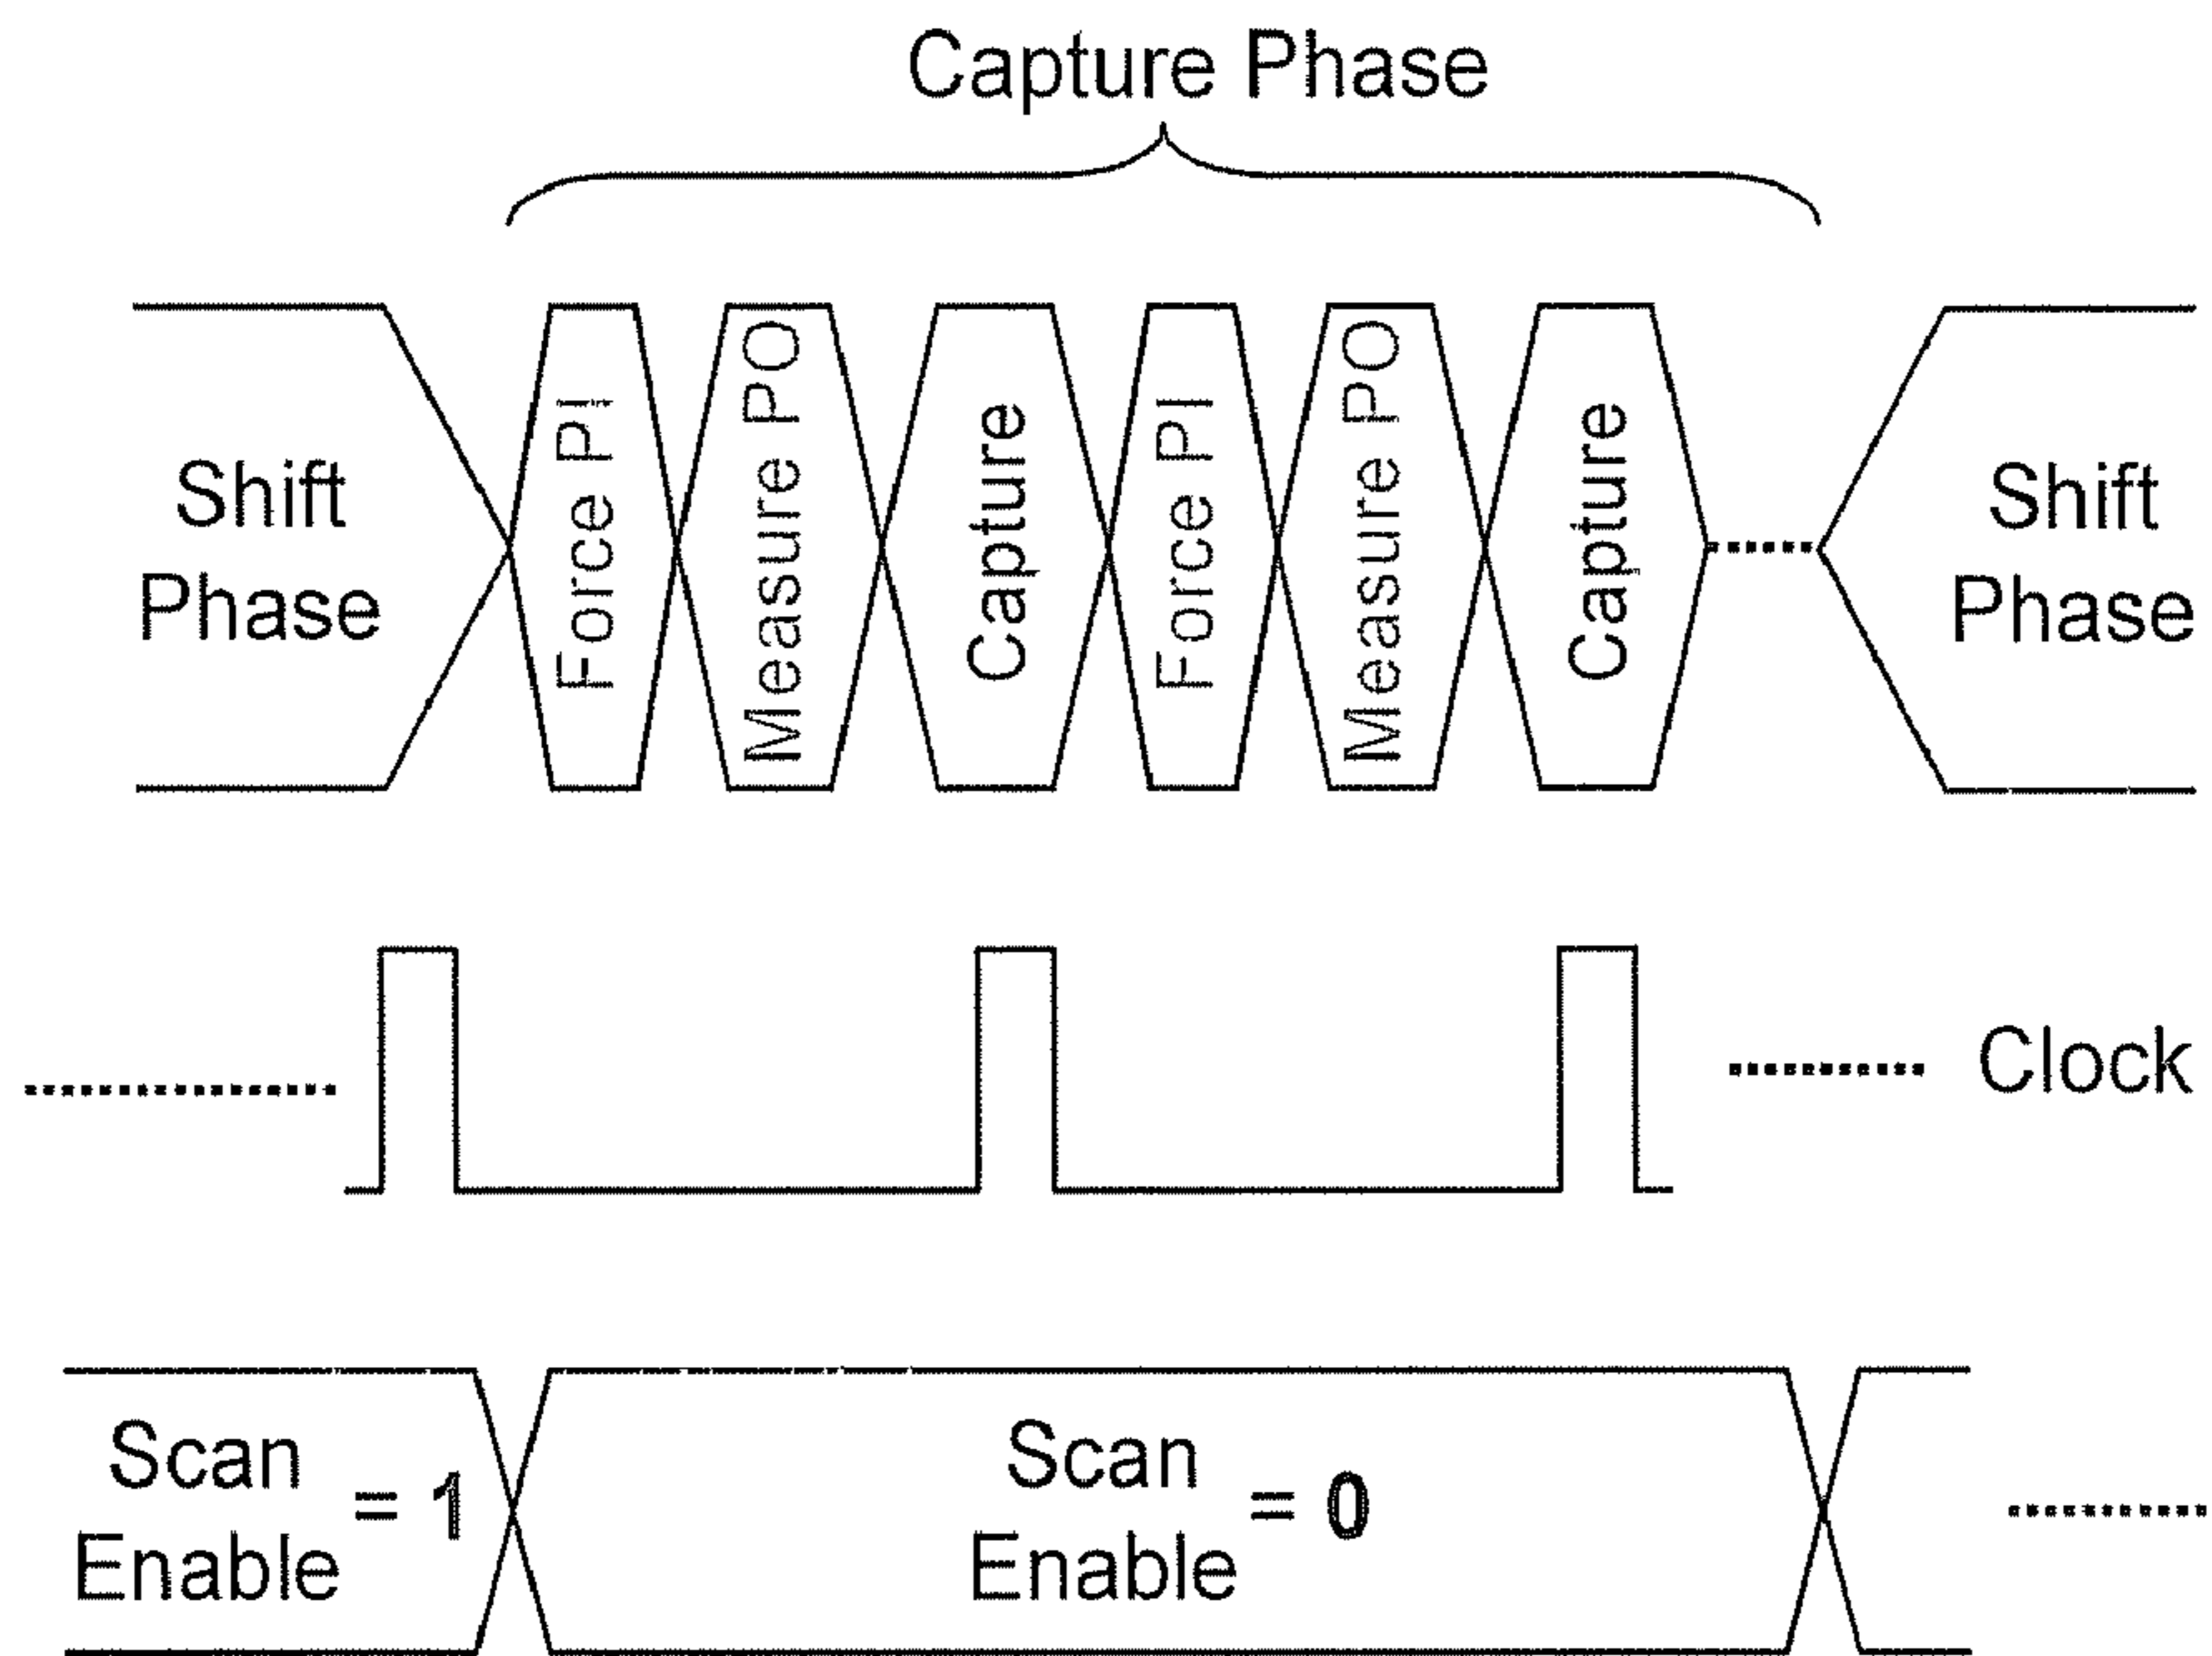 Capture Phase
Shift
Phase
Force PI
Measure PO
Capture
Force PI
Measure PO
Capture
Shift
Phase
Clock
Scan
Enable = 1
Scan
Enable = 0